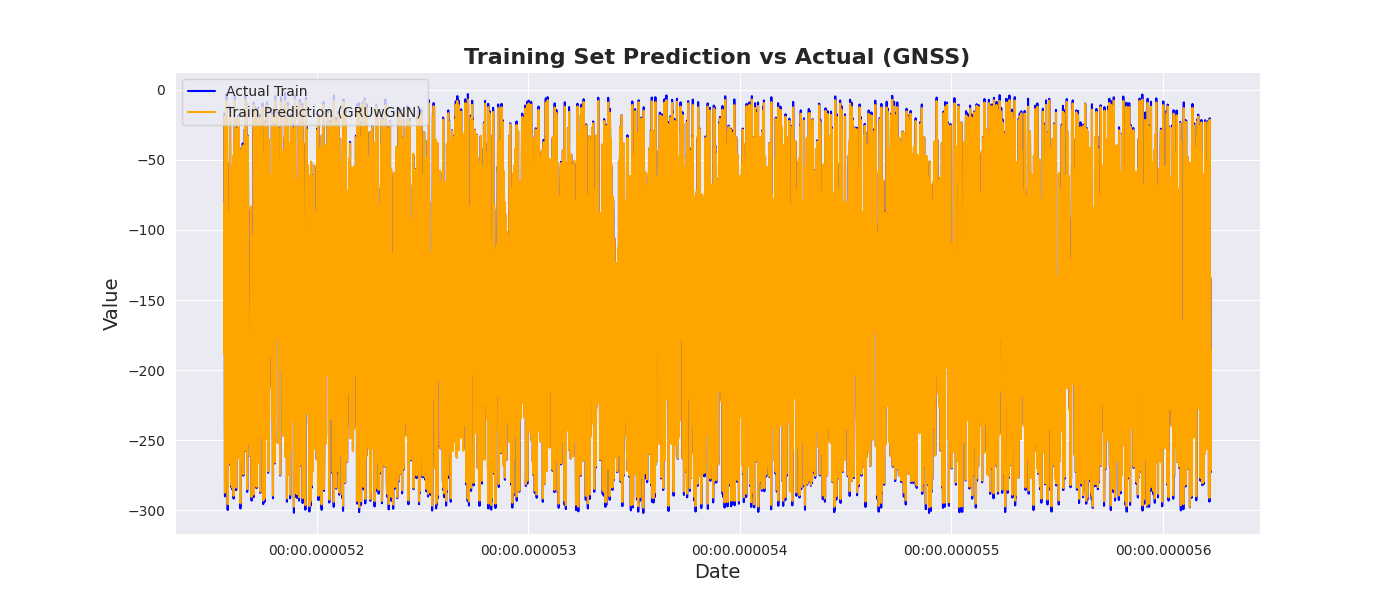 Training Set Prediction vs Actual (GNSS)
Actual Train
Train Prediction (GRUwGNN)
Value
0
−50
−100
−150
−200
−250
−300
00:00.000052
00:00.000053
00:00.000054
00:00.000055
00:00.000056
Date